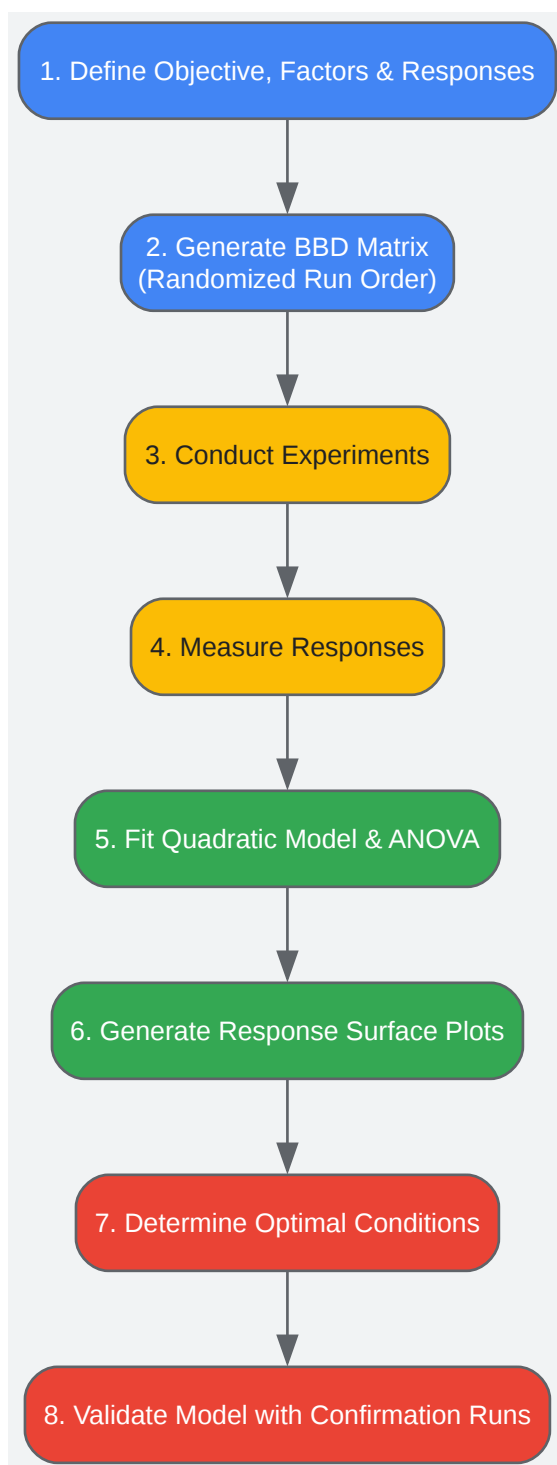 1. Define Objective, Factors & Responses
2. Generate BBD Matrix
(Randomized Run Order)
3. Conduct Experiments
4. Measure Responses
5. Fit Quadratic Model & ANOVA
6. Generate Response Surface Plots
7. Determine Optimal Conditions
8. Validate Model with Confirmation Runs